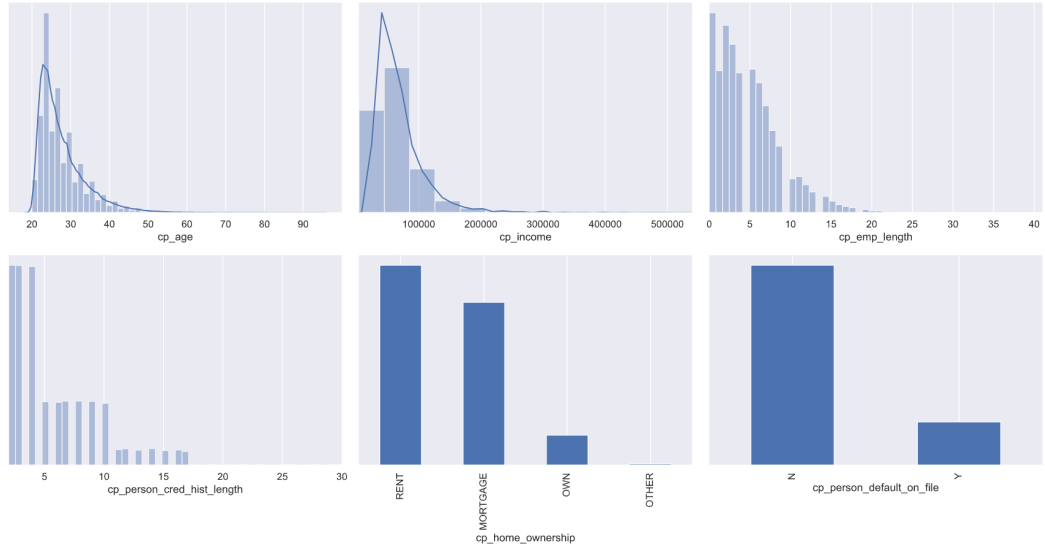 20 30 40 50 60 70 80 90
cp_age
100000 200000 300000 400000 500000
cp_income
0 5 10 15 20 25 30 35 40
cp_emp_length
5 10 15 20 25 30
cp_person_cred_hist_length
RENT
MORTGAGE
OWN
OTHER
cp_home_ownership
N
Y
cp_person_default_on_file